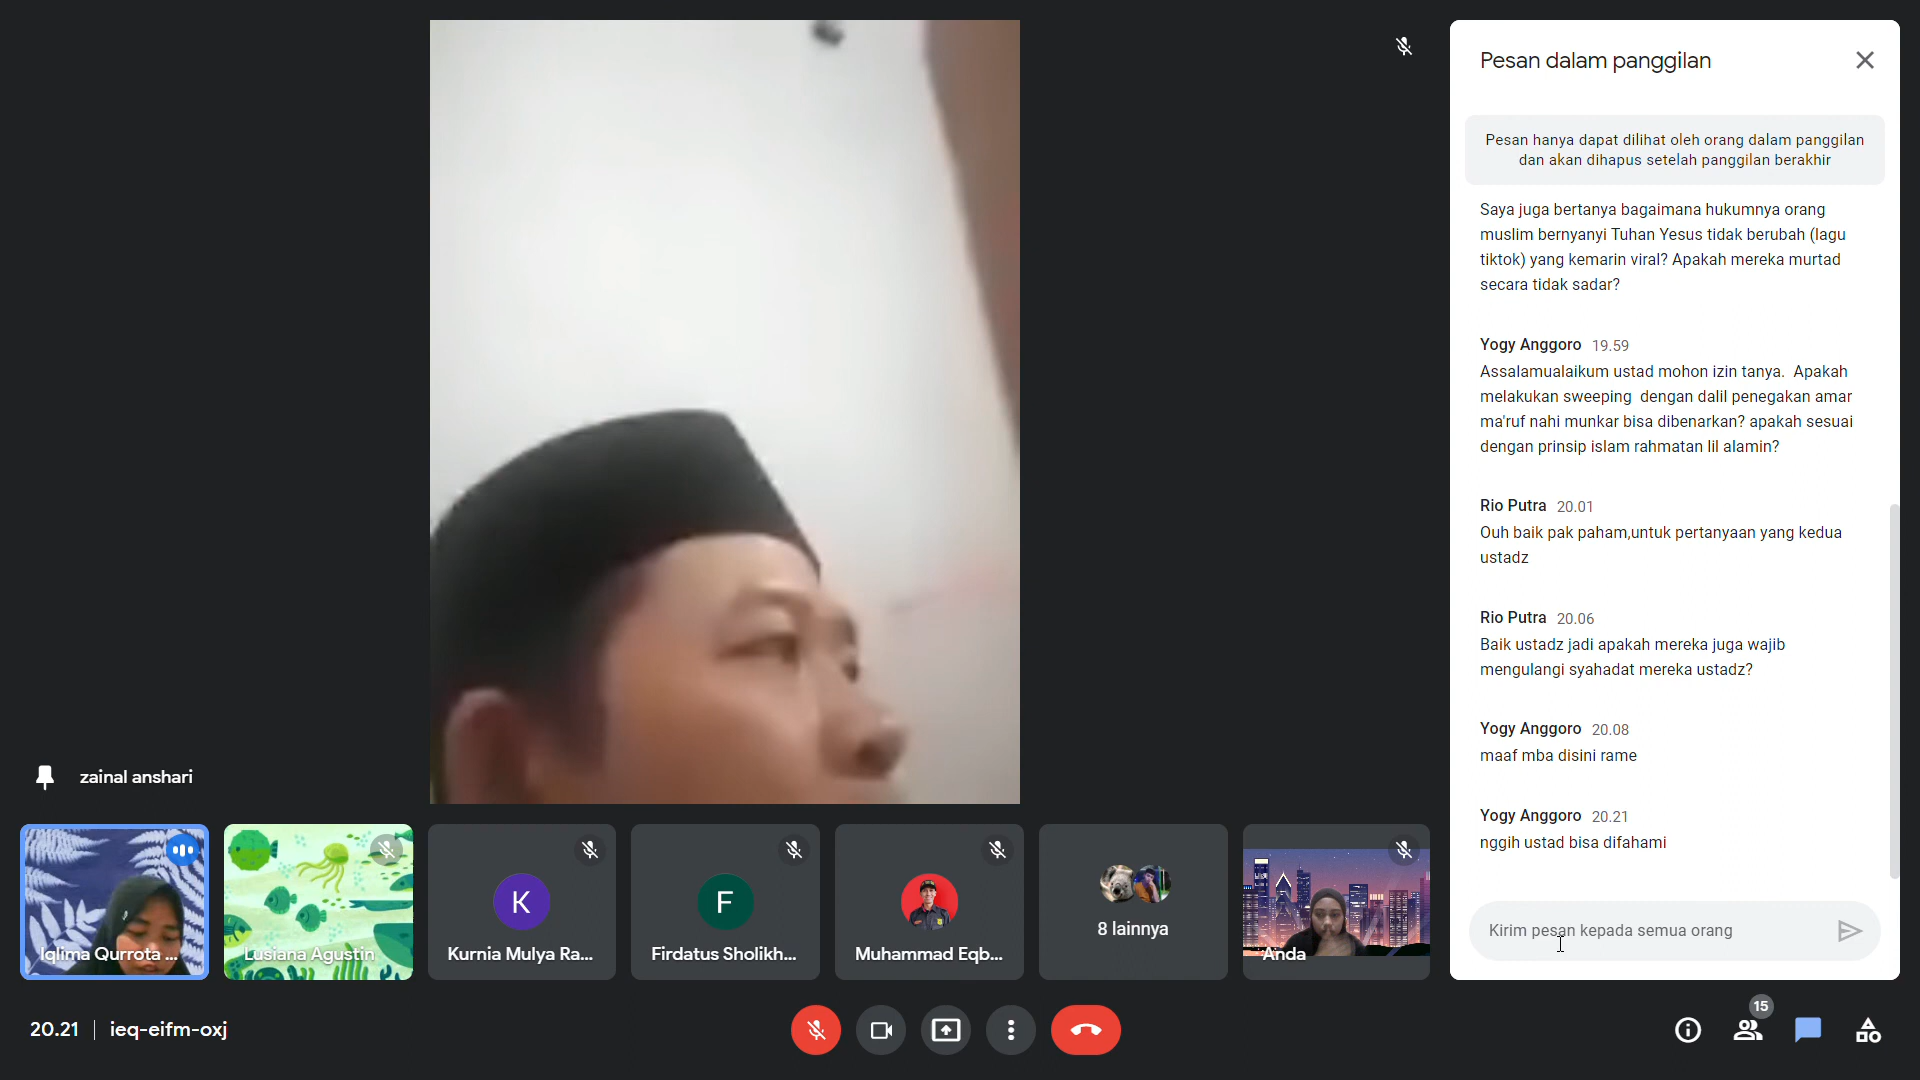 Pesan dalam panggilan
Pesan hanya dapat dilihat oleh orang dalam panggilan
dan akan dihapus setelah panggilan berakhir
Saya juga bertanya bagaimana hukumnya orang
muslim bernyanyi Tuhan Yesus tidak berubah (lagu
tiktok) yang kemarin viral? Apakah mereka murtad
secara tidak sadar?
Yogy Anggoro 19.59
Assalamualaikum ustad mohon izin tanya.  Apakah
melakukan sweeping  dengan dalil penegakan amar
ma'ruf nahi munkar bisa dibenarkan? apakah sesuai
dengan prinsip islam rahmatan lil alamin?
Rio Putra 20.01
Ouh baik pak paham,untuk pertanyaan yang kedua
ustadz
Rio Putra 20.06
Baik ustadz jadi apakah mereka juga wajib
mengulangi syahadat mereka ustadz?
Yogy Anggoro 20.08
maaf mba disini rame
Yogy Anggoro 20.21
nggih ustad bisa difahami
Kirim pesan kepada semua orang
zainal anshari
Iqlima Qurrota ...
Lusiana Agustin
K
Kurnia Mulya Ra...
F
Firdatus Sholikh...
Muhammad Eqb...
8 lainnya
Anda
20.21 | ieq-eifm-oxj
15